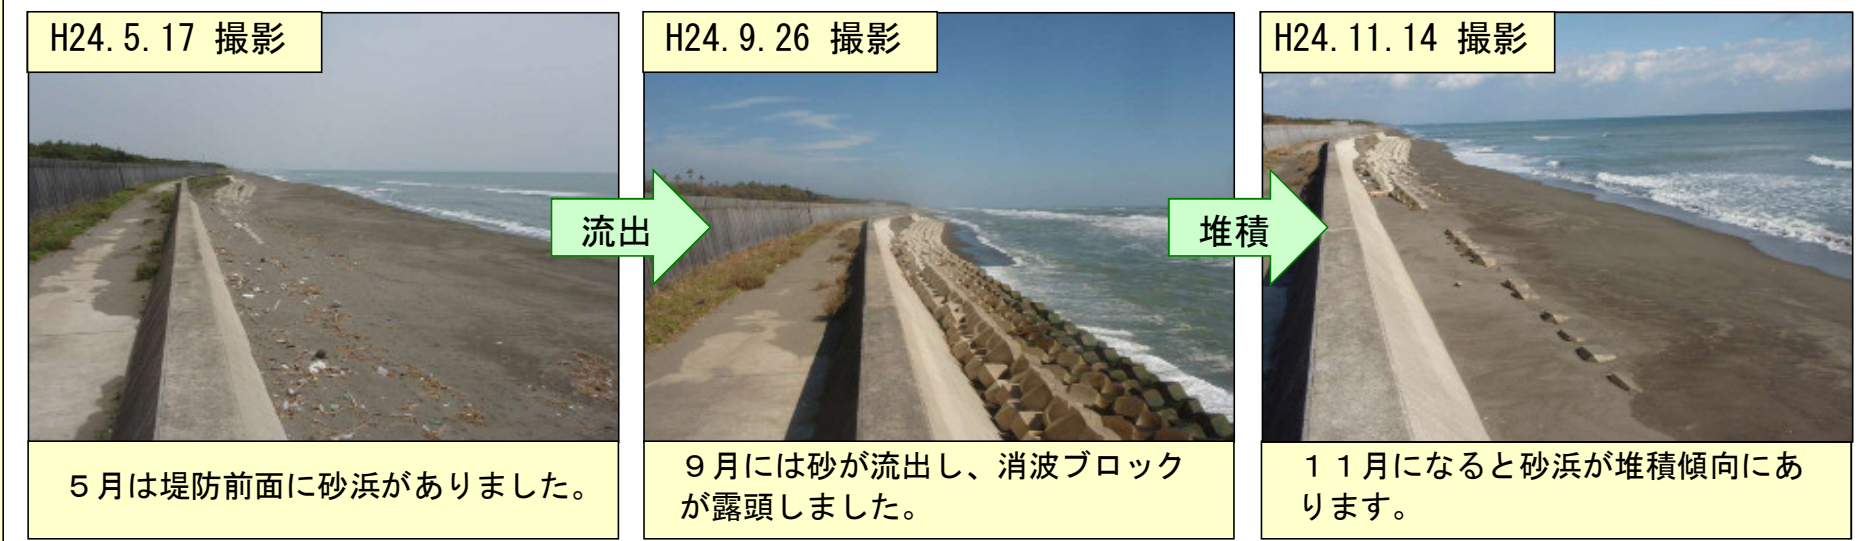 H24.5.17 撮影
H24.9.26 撮影
H24.11.14 撮影
流出
堆積
５月は堤防前面に砂浜がありました。
９月には砂が流出し、消波ブロック
が露頭しました。
１１月になると砂浜が堆積傾向にあ
ります。